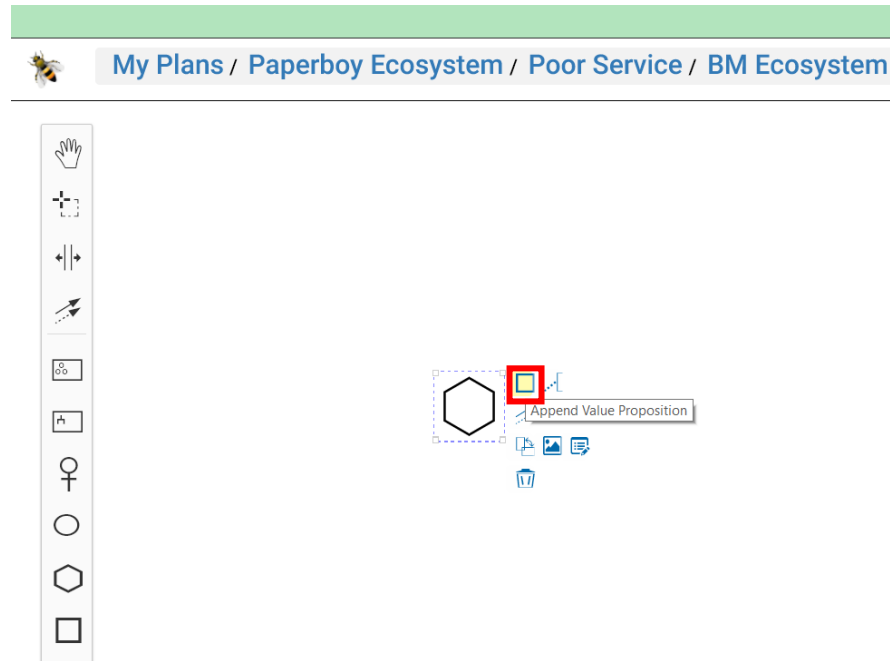 My Plans / Paperboy Ecosystem / Poor Service / BM Ecosystem
Append Value Proposition